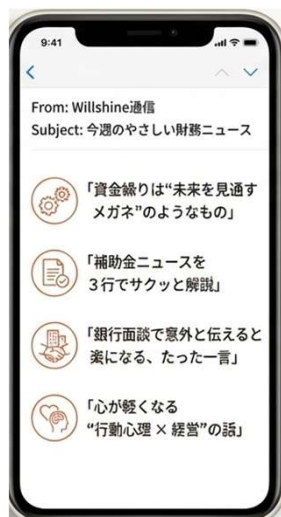 9:41
From: Willshine通信
Subject: 今週のやさしい財務ニュース
「資金繰りは“未来を見通す
メガネ”のようなもの」
「補助金ニュースを
３行でサクッと解説」
「銀行面談で意外と伝えると
楽になる、たった一言」
「心が軽くなる
“行動心理 × 経営”の話」